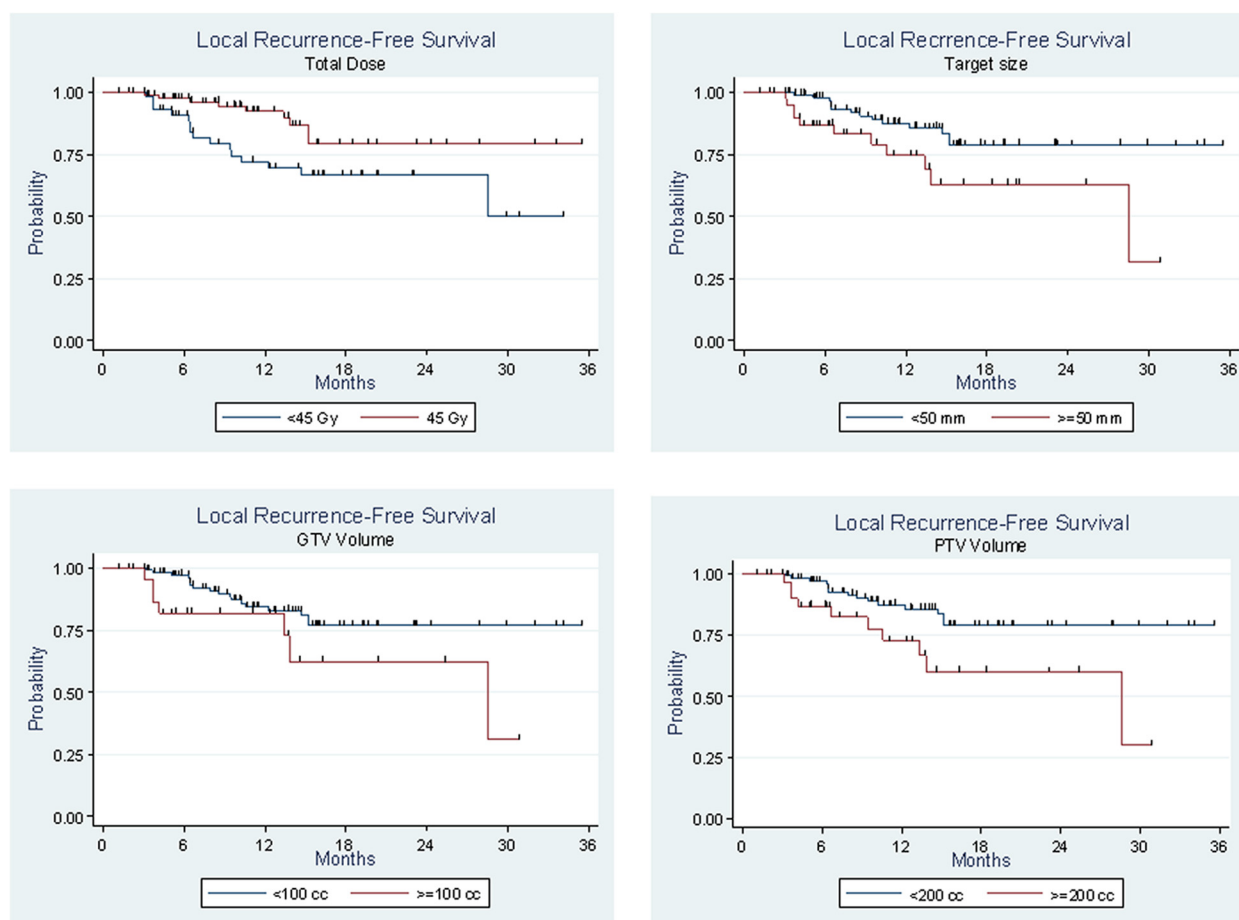 Local Recurrence-Free Survival
Total Dose
1.00
0.75
0.50
0.25
0.00
Probability
0 6 12 18 24 30 36
Months
<45 Gy 45 Gy
Local Recrrence-Free Survival
Target size
1.00
0.75
0.50
0.25
0.00
Probability
0 6 12 18 24 30 36
Months
<50 mm >=50 mm
Local Recurrence-Free Survival
GTV Volume
1.00
0.75
0.50
0.25
0.00
Probability
0 6 12 18 24 30 36
Months
<100 cc >=100 cc
Local Recurrence-Free Survival
PTV Volume
1.00
0.75
0.50
0.25
0.00
Probability
0 6 12 18 24 30 36
Months
<200 cc >=200 cc